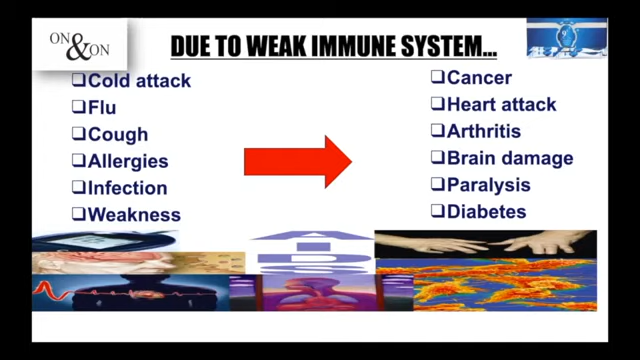 ON
&
ON
DUE TO WEAK IMMUNE SYSTEM...
Cold attack
Flu
Cough
Allergies
Infection
Weakness
Cancer
Heart attack
Arthritis
Brain damage
Paralysis
Diabetes
AIDS